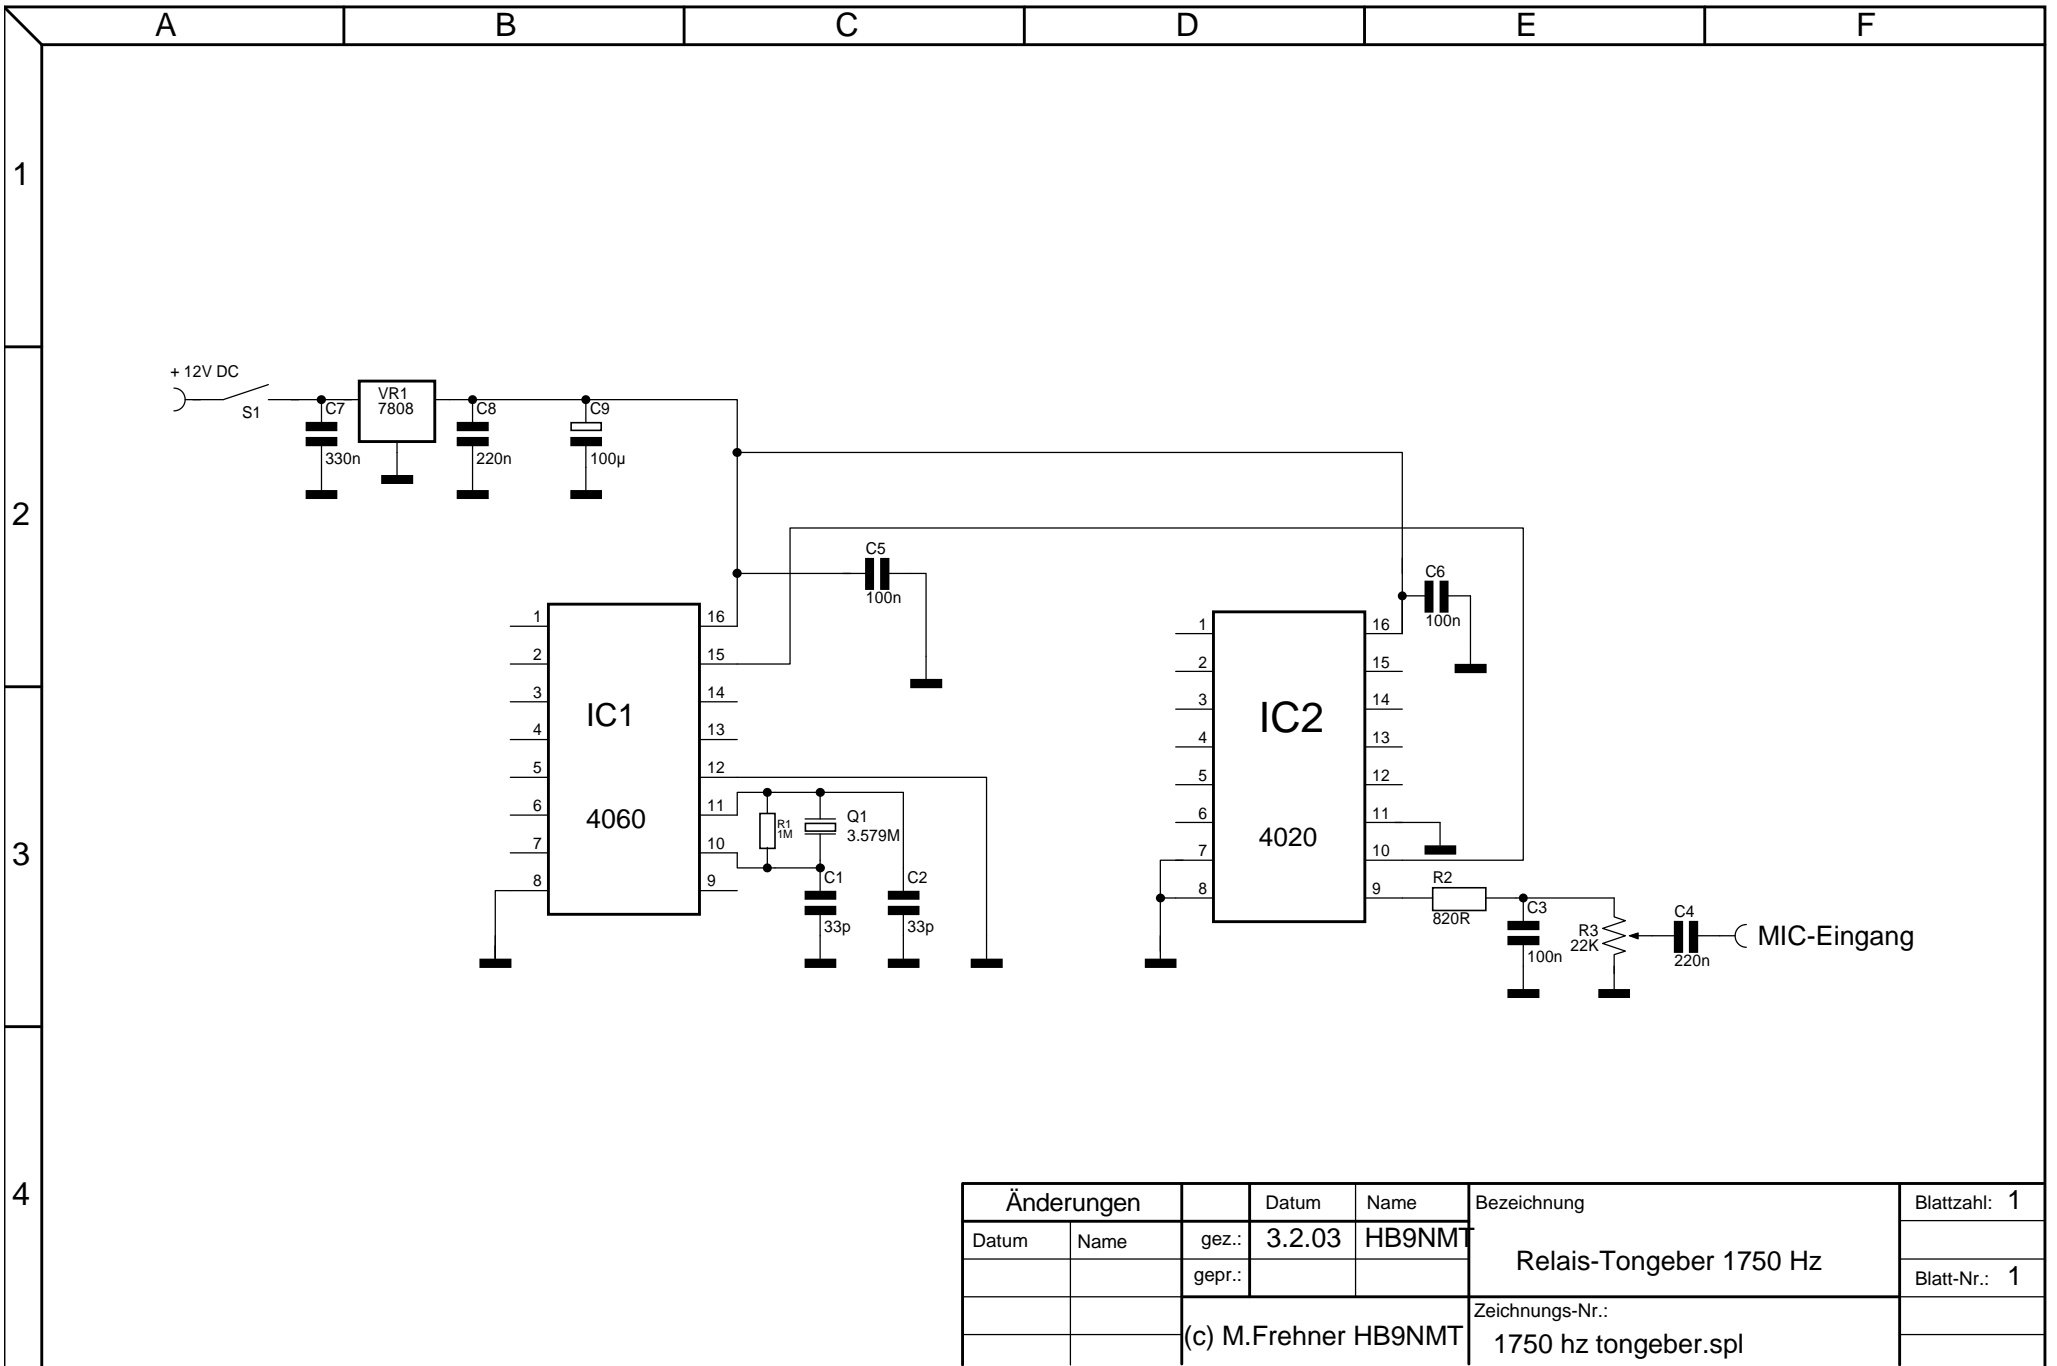 A B C D E F
1
+ 12V DC
S1
C7
330n
VR1
7808
C8
220n
C9
100µ
2
C5
100n
C6
100n
1
2
3
4
5
6
7
8
16
15
14
13
12
11
10
9
IC1
4060
R1
1M
Q1
3.579M
C1
33p
C2
33p
1
2
3
4
5
6
7
8
16
15
14
13
12
11
10
9
IC2
4020
R2
820R
C3
100n
R3
22K
C4
220n
MIC-Eingang
3
4
Änderungen Datum Name Bezeichnung Blattzahl: 1
Datum Name gez.: 3.2.03 HB9NMT
Relais-Tongeber 1750 Hz
gepr.: Blatt-Nr.: 1
(c) M.Frehner HB9NMT
Zeichnungs-Nr.:
1750 hz tongeber.spl